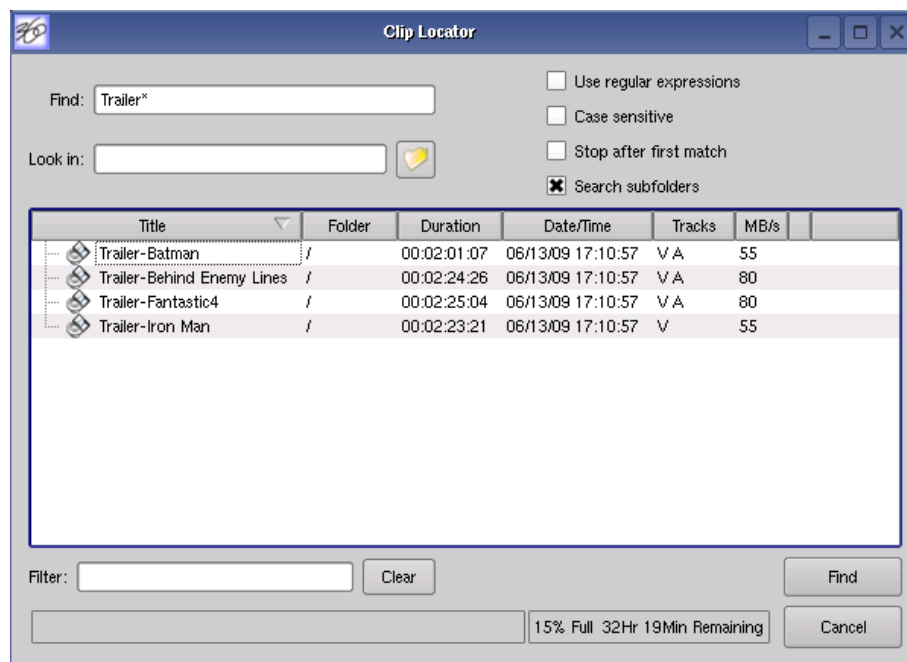 360
Clip Locator
Find: Trailer*
Use regular expressions
Case sensitive
Look in:
Stop after first match
Search subfolders
Title Folder Duration Date/Time Tracks MB/s
Trailer-Batman / 00:02:01:07 06/13/09 17:10:57 V A 55
Trailer-Behind Enemy Lines / 00:02:24:26 06/13/09 17:10:57 V A 80
Trailer-Fantastic4 / 00:02:25:04 06/13/09 17:10:57 V A 80
Trailer-Iron Man / 00:02:23:21 06/13/09 17:10:57 V 55
Filter: Clear Find
15% Full 32Hr 19Min Remaining Cancel